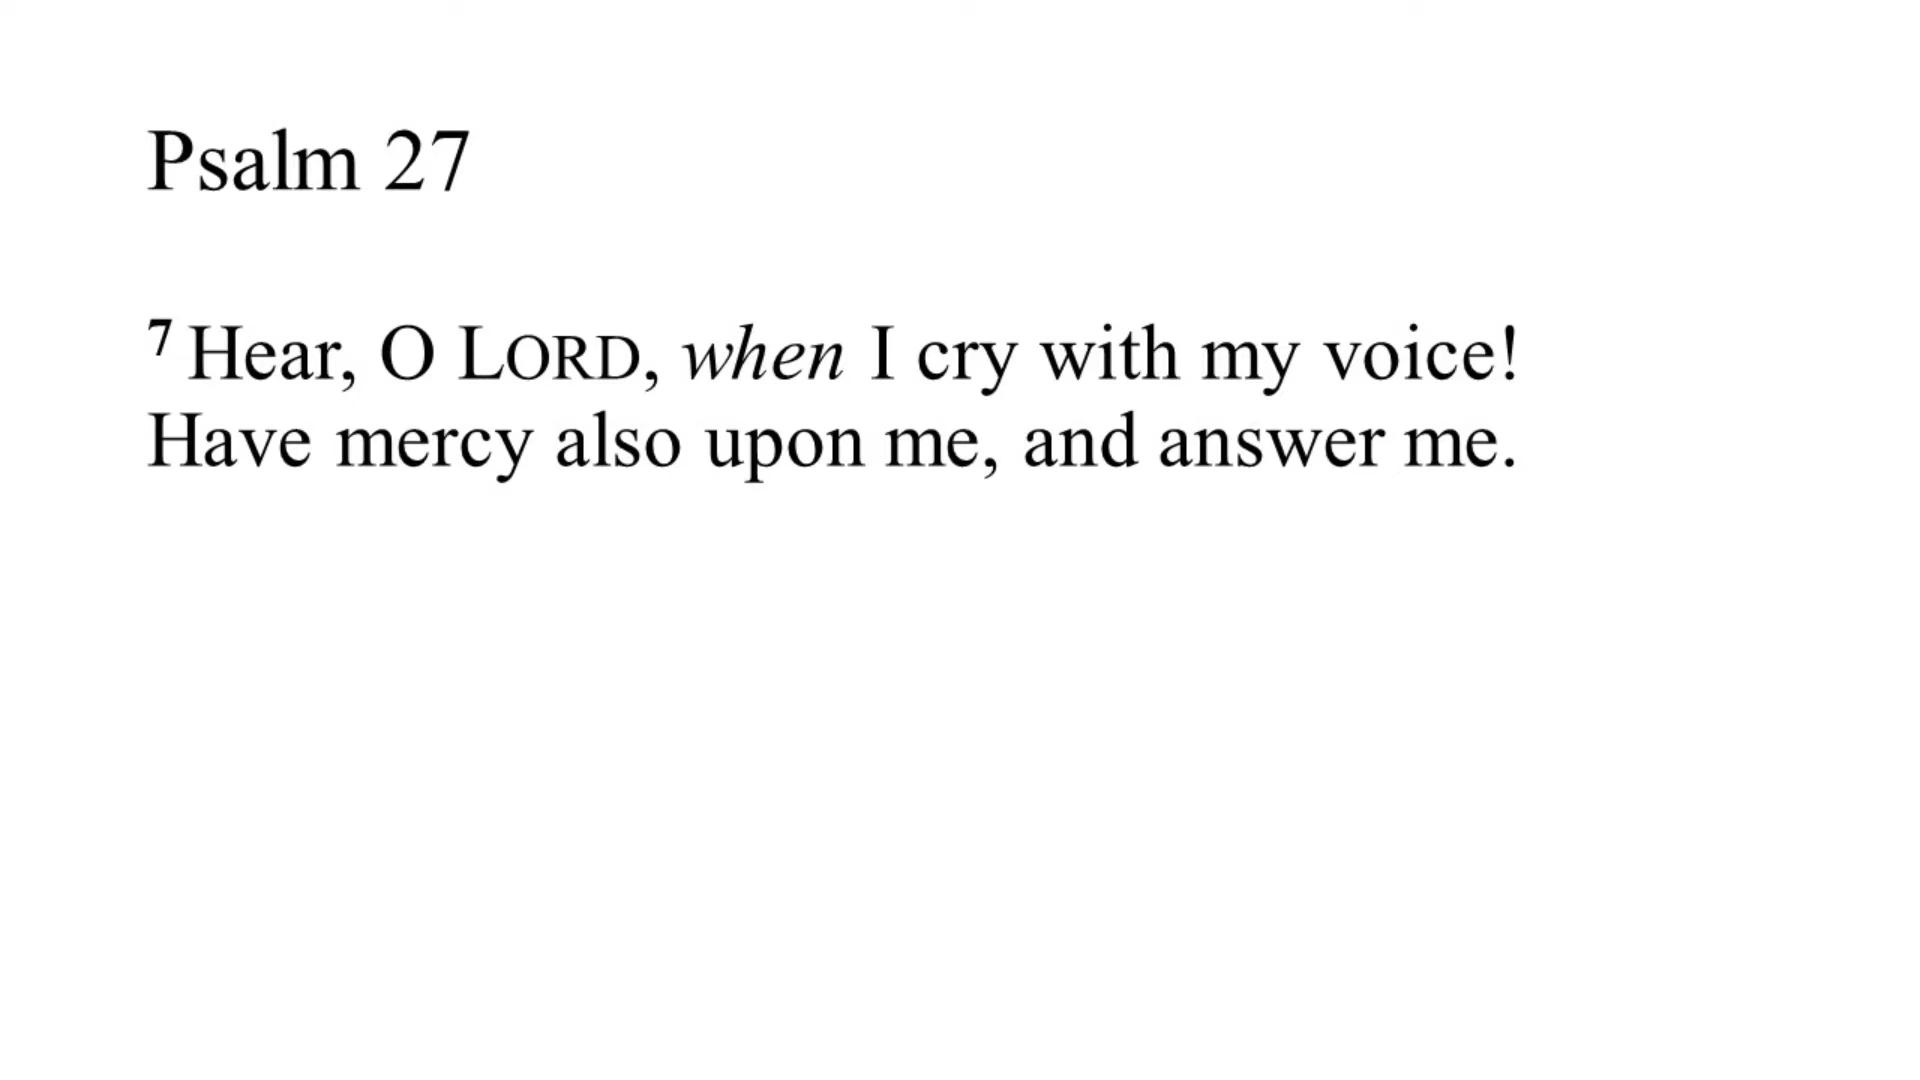 Psalm 27
7 Hear, O LORD, when I cry with my voice!
Have mercy also upon me, and answer me.